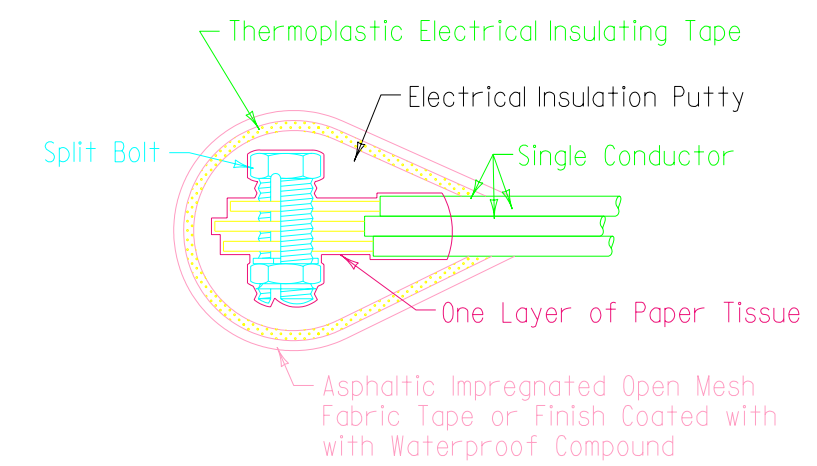 Thermoplastic Electrical Insulating Tape
Electrical Insulation Putty
Split Bolt
Single Conductor
One Layer of Paper Tissue
Asphaltic Impregnated Open Mesh
Fabric Tape or Finish Coated with
with Waterproof Compound